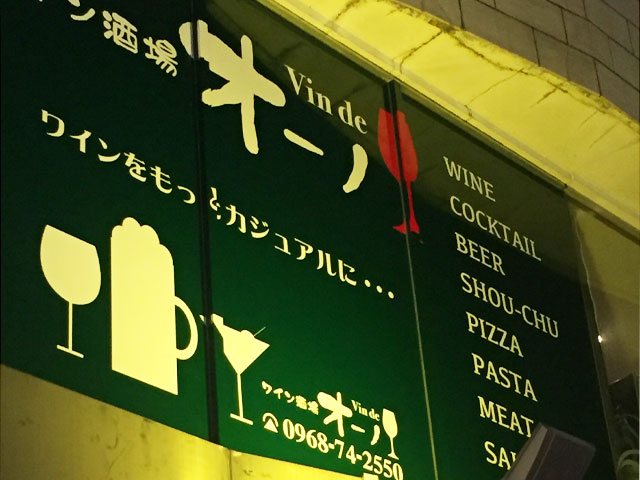 イン酒場
Vin de
オーノ
ワインをもっとカジュアルに・・・
WINE
COCKTAIL
BEER
SHOU-CHU
PIZZA
PASTA
MEAT
ワイン酒場
Vin de
オーノ
☎0968-74-2550